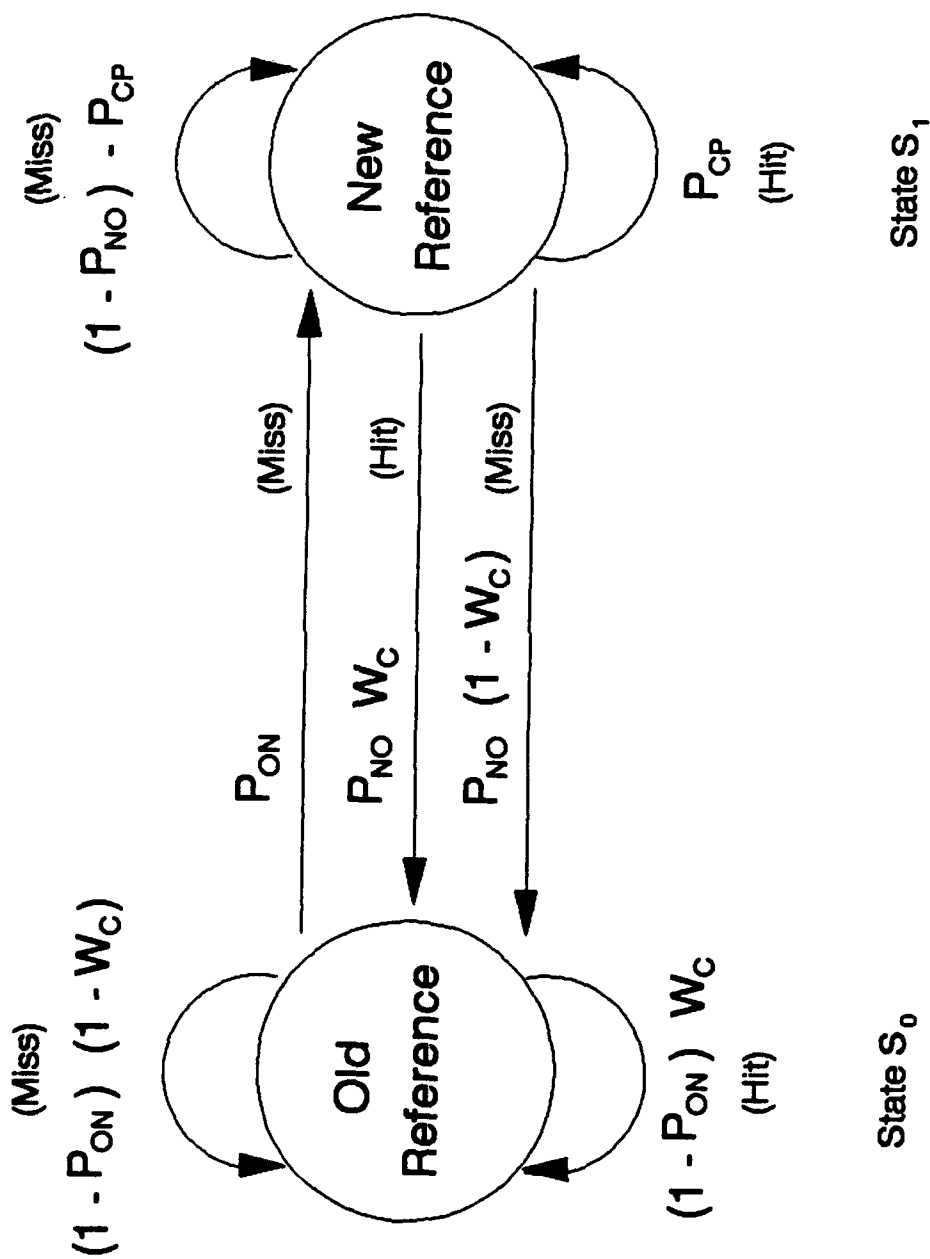 (Miss)
(1 - P_ON) (1 - W_C)
(Miss)
(1 - P_NO) - P_CP
Old
Reference
New
Reference
P_ON (Miss)
P_NO W_C (Hit)
P_NO (1 - W_C) (Miss)
(1 - P_ON) W_C
(Hit)
P_CP
(Hit)
State S_0
State S_1